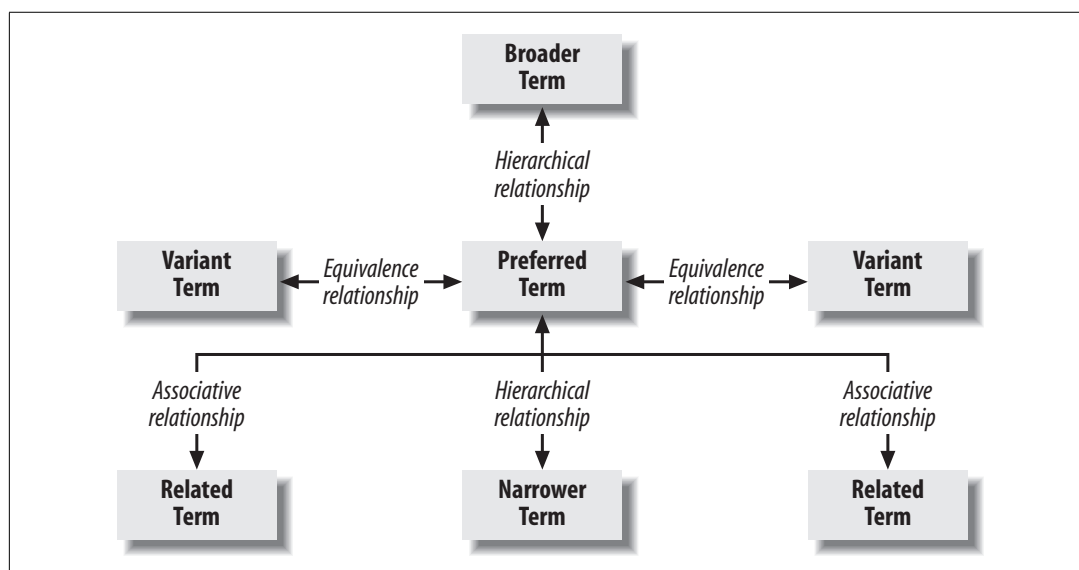 Broader
Term
Hierarchical
relationship
Variant
Term
Equivalence
relationship
Preferred
Term
Equivalence
relationship
Variant
Term
Associative
relationship
Hierarchical
relationship
Associative
relationship
Related
Term
Narrower
Term
Related
Term